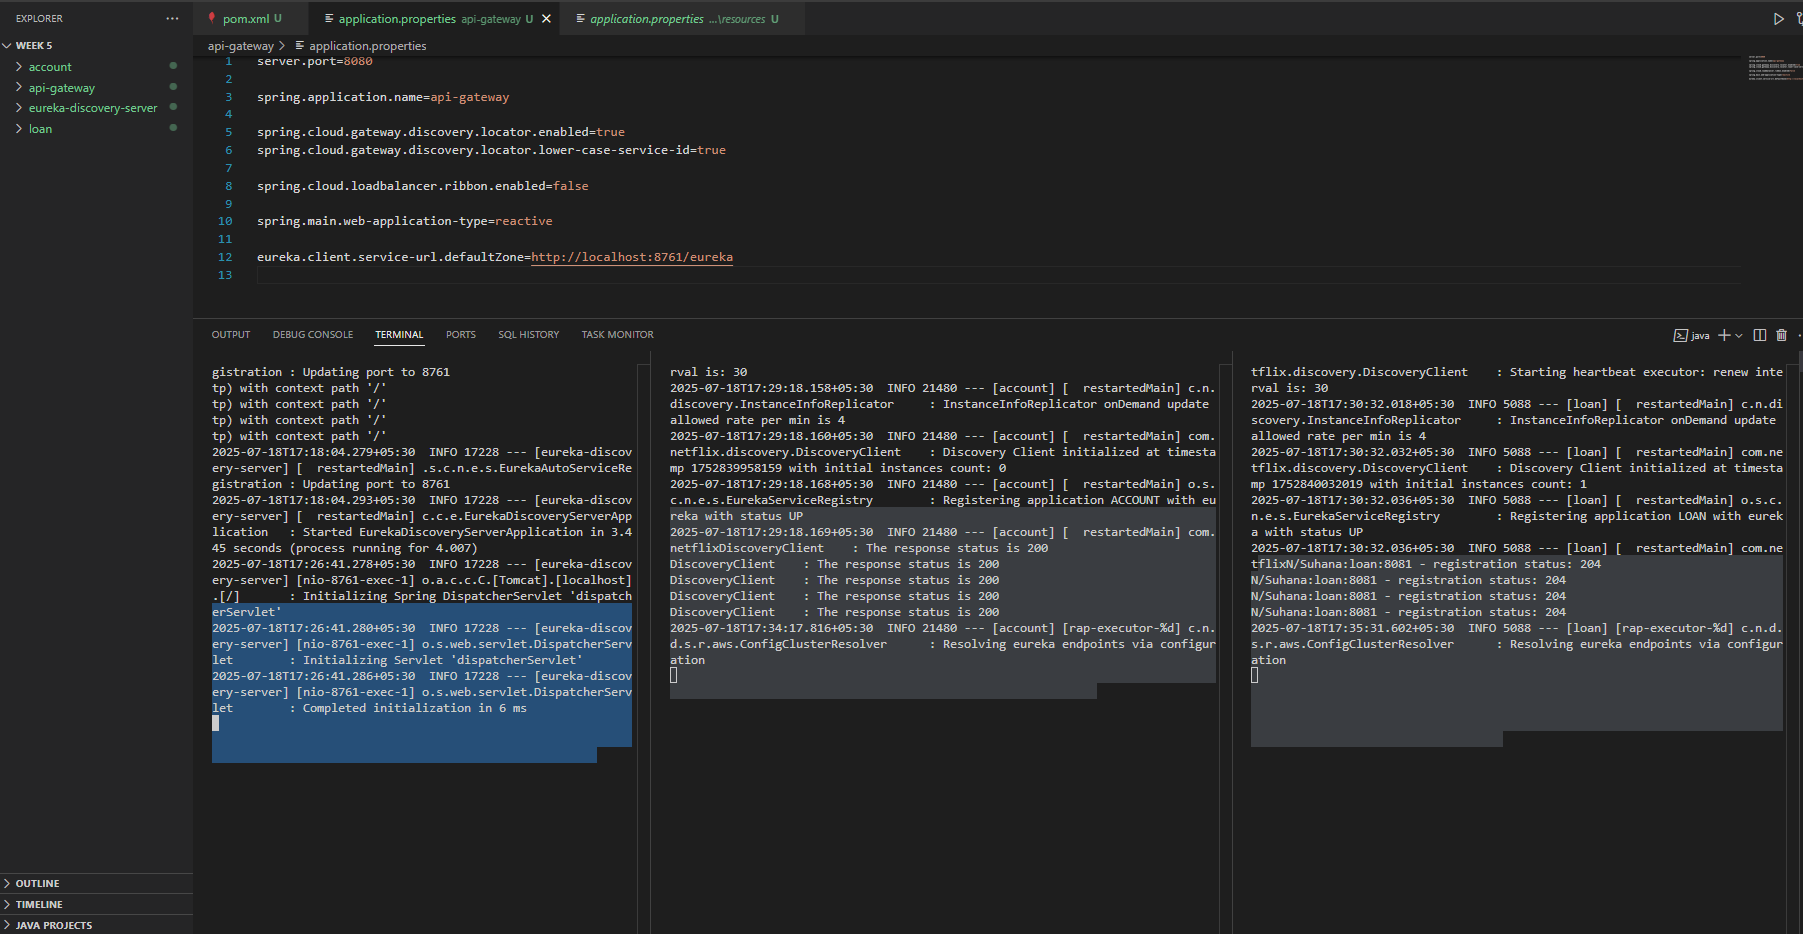 EXPLORER
WEEK 5
account
api-gateway
eureka-discovery-server
loan
OUTLINE
TIMELINE
JAVA PROJECTS
pom.xml U
application.properties api-gateway U
application.properties ...\resources U
api-gateway > application.properties
1 server.port=8080
2
3 spring.application.name=api-gateway
4
5 spring.cloud.gateway.discovery.locator.enabled=true
6 spring.cloud.gateway.discovery.locator.lower-case-service-id=true
7
8 spring.cloud.loadbalancer.ribbon.enabled=false
9
10 spring.main.web-application-type=reactive
11
12 eureka.client.service-url.defaultZone=http://localhost:8761/eureka
13
OUTPUT DEBUG CONSOLE TERMINAL PORTS SQL HISTORY TASK MONITOR
java
gistration : Updating port to 8761
tp) with context path '/'
tp) with context path '/'
tp) with context path '/'
tp) with context path '/'
2025-07-18T17:18:04.279+05:30  INFO 17228 --- [eureka-discov
ery-server] [  restartedMain] .s.c.n.e.s.EurekaAutoServiceRe
gistration : Updating port to 8761
2025-07-18T17:18:04.293+05:30  INFO 17228 --- [eureka-discov
ery-server] [  restartedMain] c.c.e.EurekaDiscoveryServerApp
lication   : Started EurekaDiscoveryServerApplication in 3.4
45 seconds (process running for 4.007)
2025-07-18T17:26:41.278+05:30  INFO 17228 --- [eureka-discov
ery-server] [nio-8761-exec-1] o.a.c.c.C.[Tomcat].[localhost]
.[/]       : Initializing Spring DispatcherServlet 'dispatch
erServlet'
2025-07-18T17:26:41.280+05:30  INFO 17228 --- [eureka-discov
ery-server] [nio-8761-exec-1] o.s.web.servlet.DispatcherServ
let        : Initializing Servlet 'dispatcherServlet'
2025-07-18T17:26:41.286+05:30  INFO 17228 --- [eureka-discov
ery-server] [nio-8761-exec-1] o.s.web.servlet.DispatcherServ
let        : Completed initialization in 6 ms
rval is: 30
2025-07-18T17:29:18.158+05:30  INFO 21480 --- [account] [  restartedMain] c.n.
discovery.InstanceInfoReplicator      : InstanceInfoReplicator onDemand update
allowed rate per min is 4
2025-07-18T17:29:18.160+05:30  INFO 21480 --- [account] [  restartedMain] com.
netflix.discovery.DiscoveryClient    : Discovery Client initialized at timesta
mp 1752839958159 with initial instances count: 0
2025-07-18T17:29:18.168+05:30  INFO 21480 --- [account] [  restartedMain] o.s.
c.n.e.s.EurekaServiceRegistry        : Registering application ACCOUNT with eu
reka with status UP
2025-07-18T17:29:18.169+05:30  INFO 21480 --- [account] [  restartedMain] com.
netflixDiscoveryClient    : The response status is 200
DiscoveryClient    : The response status is 200
DiscoveryClient    : The response status is 200
DiscoveryClient    : The response status is 200
DiscoveryClient    : The response status is 200
2025-07-18T17:34:17.816+05:30  INFO 21480 --- [account] [rap-executor-%d] c.n.
d.s.r.aws.ConfigClusterResolver      : Resolving eureka endpoints via configur
ation
tflix.discovery.DiscoveryClient    : Starting heartbeat executor: renew inte
rval is: 30
2025-07-18T17:30:32.018+05:30  INFO 5088 --- [loan] [  restartedMain] c.n.di
scovery.InstanceInfoReplicator     : InstanceInfoReplicator onDemand update
allowed rate per min is 4
2025-07-18T17:30:32.032+05:30  INFO 5088 --- [loan] [  restartedMain] com.ne
tflix.discovery.DiscoveryClient    : Discovery Client initialized at timesta
mp 1752840032019 with initial instances count: 1
2025-07-18T17:30:32.036+05:30  INFO 5088 --- [loan] [  restartedMain] o.s.c.
n.e.s.EurekaServiceRegistry        : Registering application LOAN with eurek
a with status UP
2025-07-18T17:30:32.036+05:30  INFO 5088 --- [loan] [  restartedMain] com.ne
tflixN/Suhana:loan:8081 - registration status: 204
N/Suhana:loan:8081 - registration status: 204
N/Suhana:loan:8081 - registration status: 204
N/Suhana:loan:8081 - registration status: 204
2025-07-18T17:35:31.602+05:30  INFO 5088 --- [loan] [rap-executor-%d] c.n.d.
s.r.aws.ConfigClusterResolver      : Resolving eureka endpoints via configur
ation